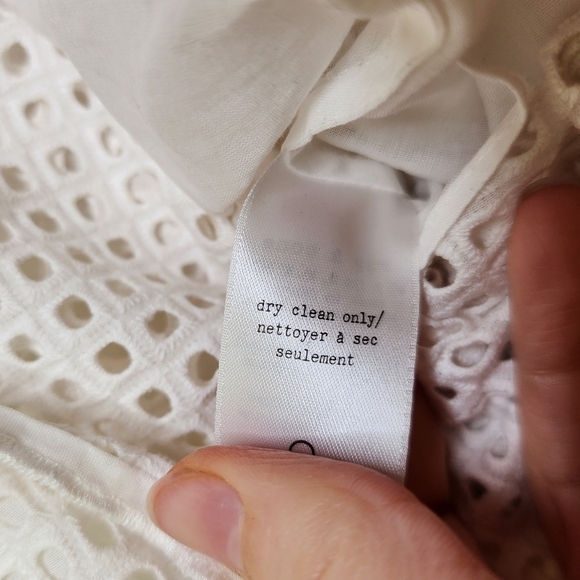 dry clean only/
nettoyer à sec
seulement